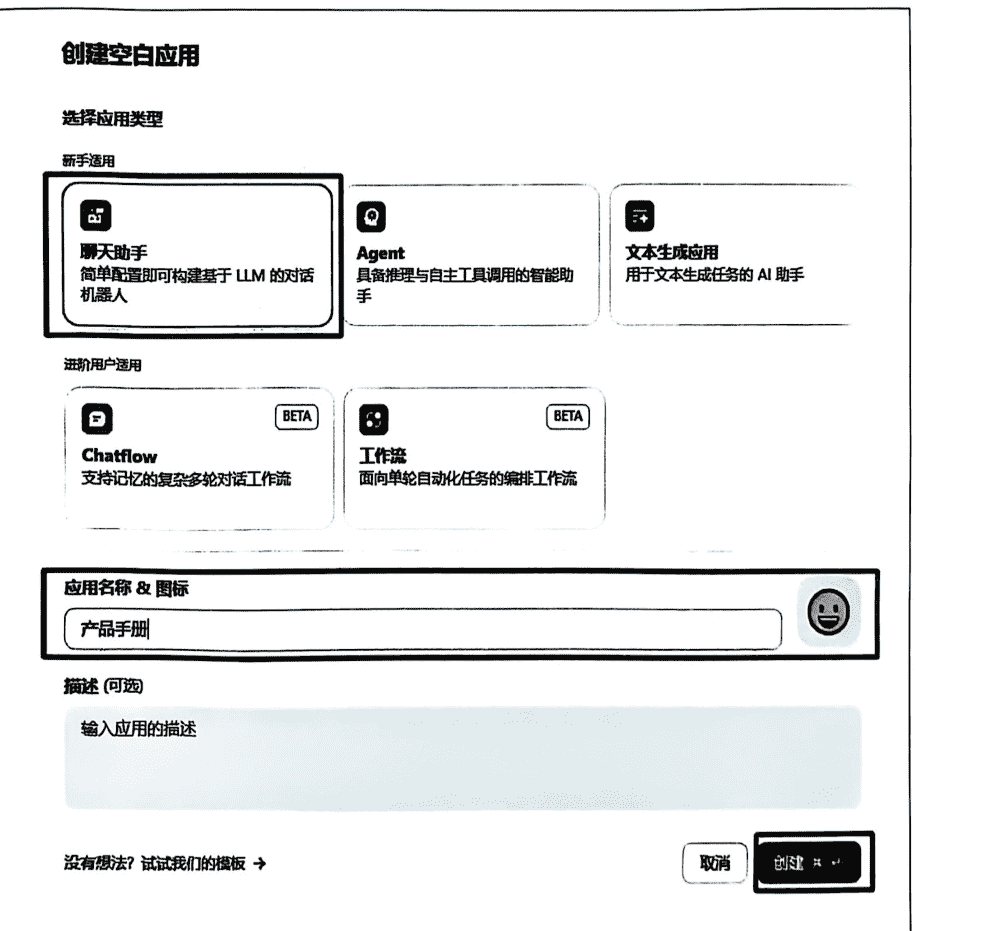 创建空白应用
选择应用类型
新手适用
聊天助手
简单配置即可构建基于 LLM 的对话
机器人
Agent
具备推理与自主工具调用的智能助
手
文本生成应用
用于文本生成任务的 AI 助手
进阶用户适用
BETA
Chatflow
支持记忆的复杂多轮对话工作流
BETA
工作流
面向单轮自动化任务的编排工作流
应用名称 & 图标
产品手册
描述 (可选)
输入应用的描述
没有想法？试试我们的模板 →
取消
创建 ⌘ ↵